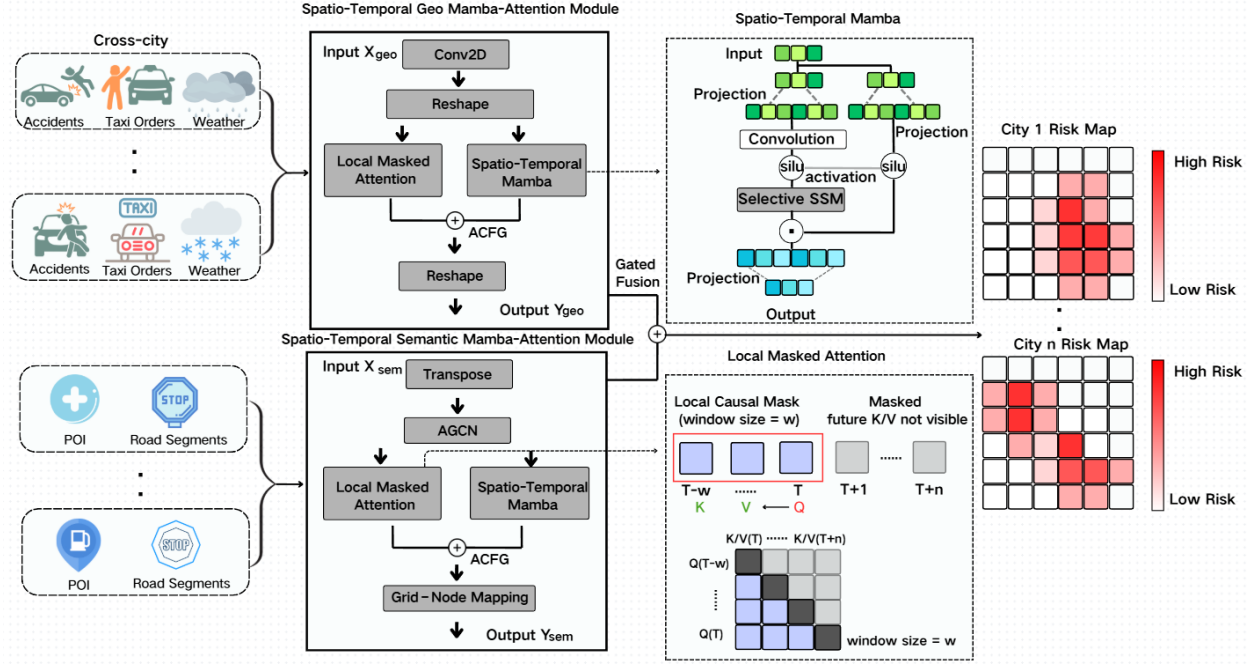 Cross-city
Accidents
Taxi Orders
Weather
TAXI
Accidents
Taxi Orders
Weather
STOP
POI
Road Segments
STOP
POI
Road Segments
Spatio-Temporal Geo Mamba-Attention Module
Input Xgeo
Conv2D
Reshape
Local Masked
Attention
Spatio-Temporal
Mamba
ACFG
Reshape
Output Ygeo
Spatio-Temporal Semantic Mamba-Attention Module
Input X sem
Transpose
AGCN
Local Masked
Attention
Spatio-Temporal
Mamba
ACFG
Grid-Node Mapping
Output Ysem
Gated
Fusion
Spatio-Temporal Mamba
Input
Projection
Projection
Convolution
silu
silu
activation
Selective SSM
Projection
Output
Local Masked Attention
Local Causal Mask
(window size = w)
Masked
future K/V not visible
T-w
......
T
......
T+1
T+n
K
V
Q
K/V(T) ...... K/V(T+n)
Q(T-w)
......
Q(T)
window size = w
City 1 Risk Map
High Risk
Low Risk
City n Risk Map
High Risk
Low Risk